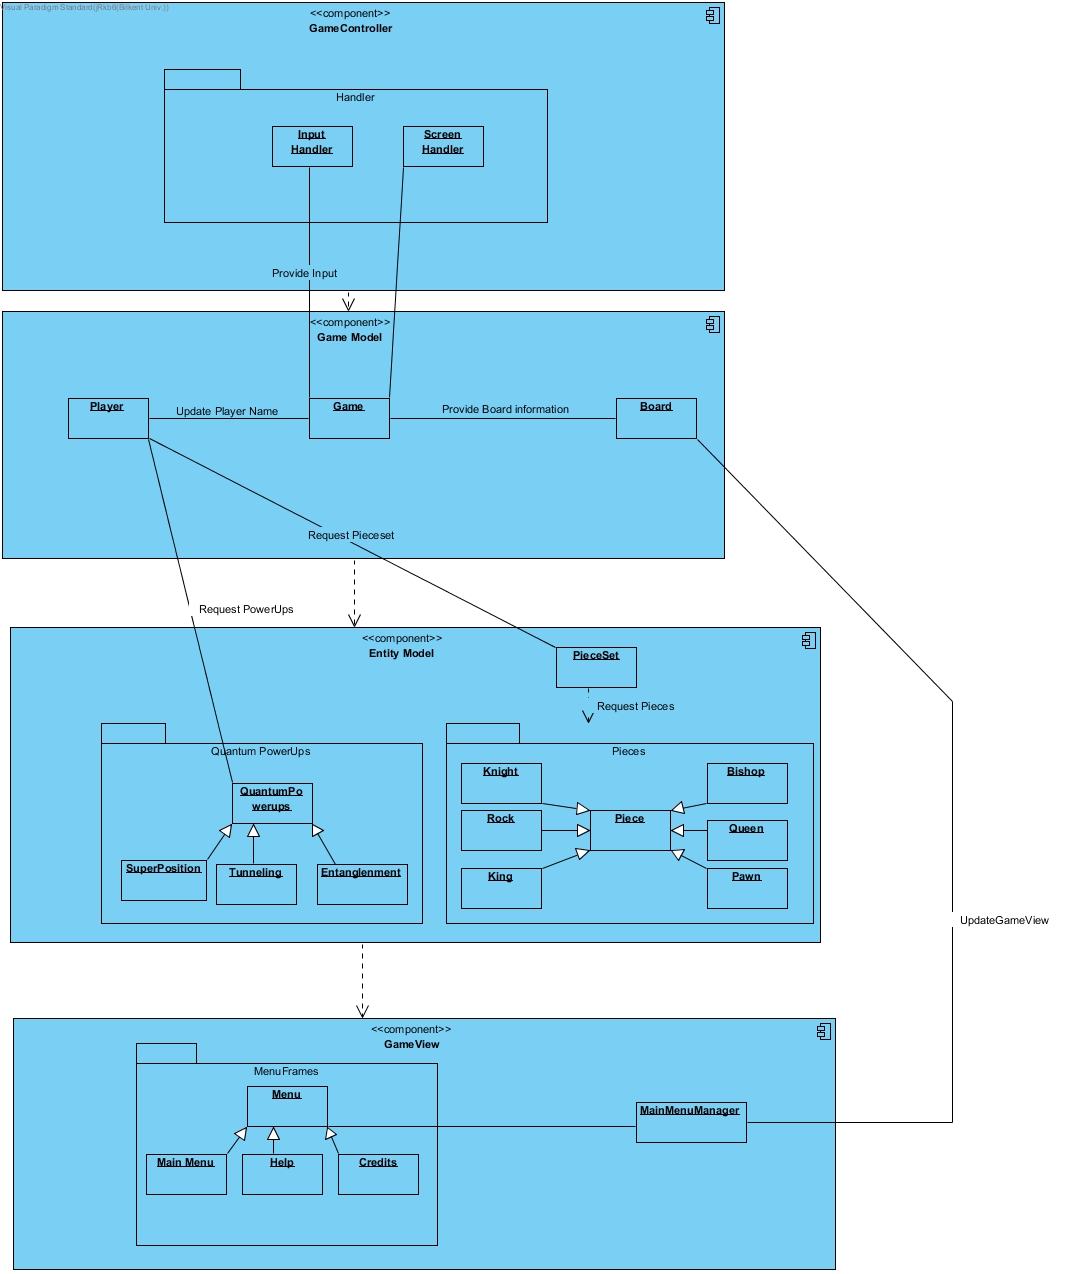 Visual Paradigm Standard(jRkb6(Bilkent Univ.))
<<component>>
GameController
Handler
Input
Handler
Screen
Handler
Provide Input
<<component>>
Game Model
Player
Update Player Name
Game
Provide Board information
Board
Request Pieceset
Request PowerUps
<<component>>
Entity Model
PieceSet
Request Pieces
Quantum PowerUps
QuantumPo
werups
SuperPosition
Tunneling
Entanglenment
Pieces
Knight
Bishop
Rock
Piece
Queen
King
Pawn
UpdateGameView
<<component>>
GameView
MenuFrames
Menu
MainMenuManager
Main Menu
Help
Credits